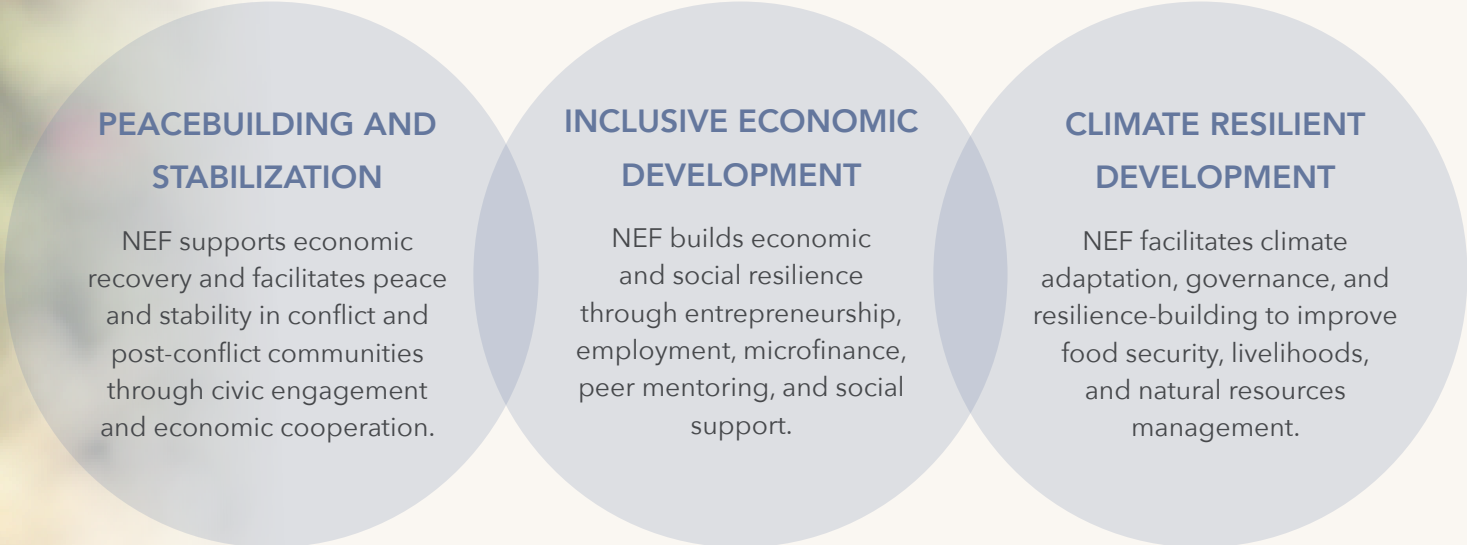 PEACEBUILDING AND
STABILIZATION
NEF supports economic
recovery and facilitates peace
and stability in conflict and
post-conflict communities
through civic engagement
and economic cooperation.
INCLUSIVE ECONOMIC
DEVELOPMENT
NEF builds economic
and social resilience
through entrepreneurship,
employment, microfinance,
peer mentoring, and social
support.
CLIMATE RESILIENT
DEVELOPMENT
NEF facilitates climate
adaptation, governance, and
resilience-building to improve
food security, livelihoods,
and natural resources
management.